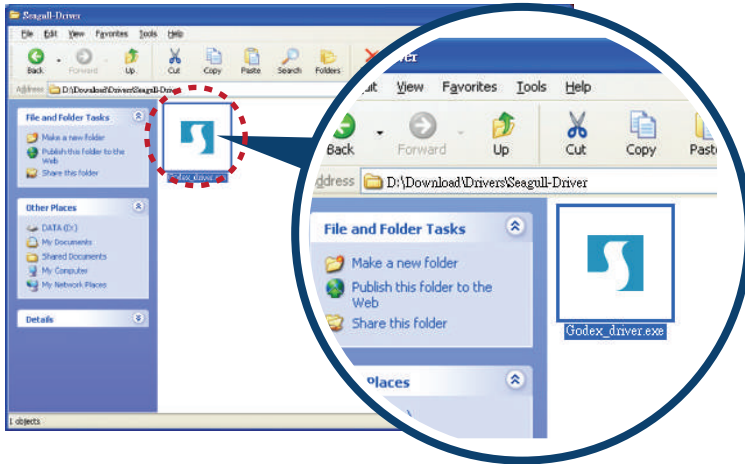 Seagull-Driver
File Edit View Favorites Tools Help
Back Forward Up Cut Copy Paste Search Folders
Address D:\Download\Drivers\Seagull-Driver
File and Folder Tasks
Make a new folder
Publish this folder to the
Web
Share this folder
Godex_driver.exe
Other Places
DATA (D:)
My Documents
Shared Documents
My Computer
My Network Places
Details
1 objects
View Favorites Tools Help
Back Forward Up Cut Copy Past
ddress D:\Download\Drivers\Seagull-Driver
File and Folder Tasks
Make a new folder
Publish this folder to the
Web
Share this folder
Godex_driver.exe
Places